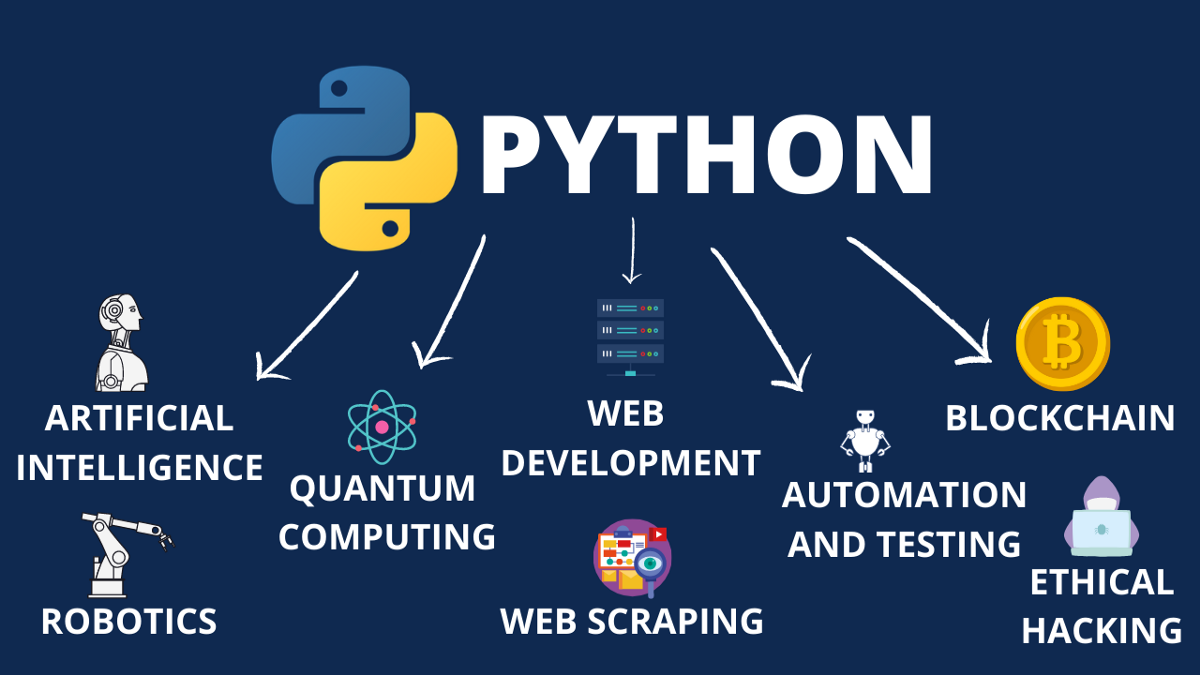 PYTHON
ARTIFICIAL
INTELLIGENCE
QUANTUM
COMPUTING
WEB
DEVELOPMENT
AUTOMATION
AND TESTING
BLOCKCHAIN
ROBOTICS
WEB SCRAPING
ETHICAL
HACKING